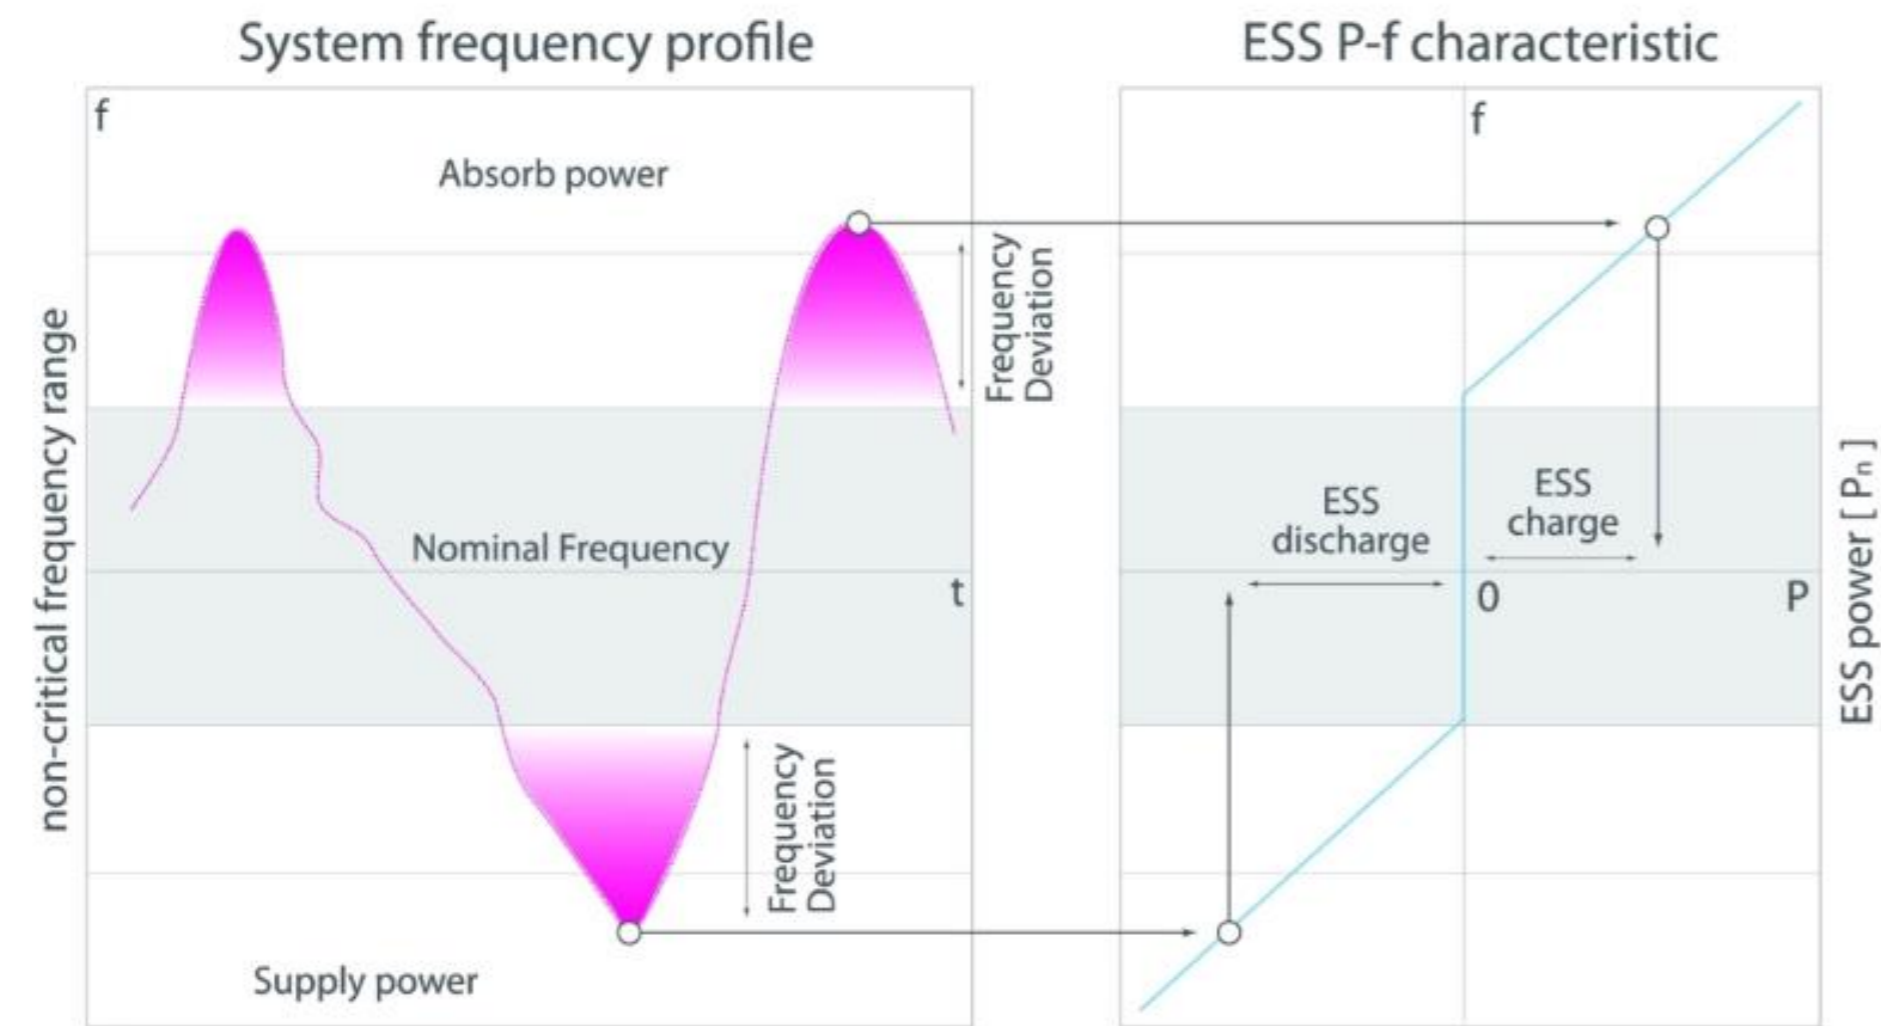 System frequency profile
ESS P-f characteristic
f
Absorb power
non-critical frequency range
Frequency
Deviation
Nominal Frequency
t
Frequency
Deviation
Supply power
f
ESS
discharge
ESS
charge
0
P
ESS power [ Pn ]